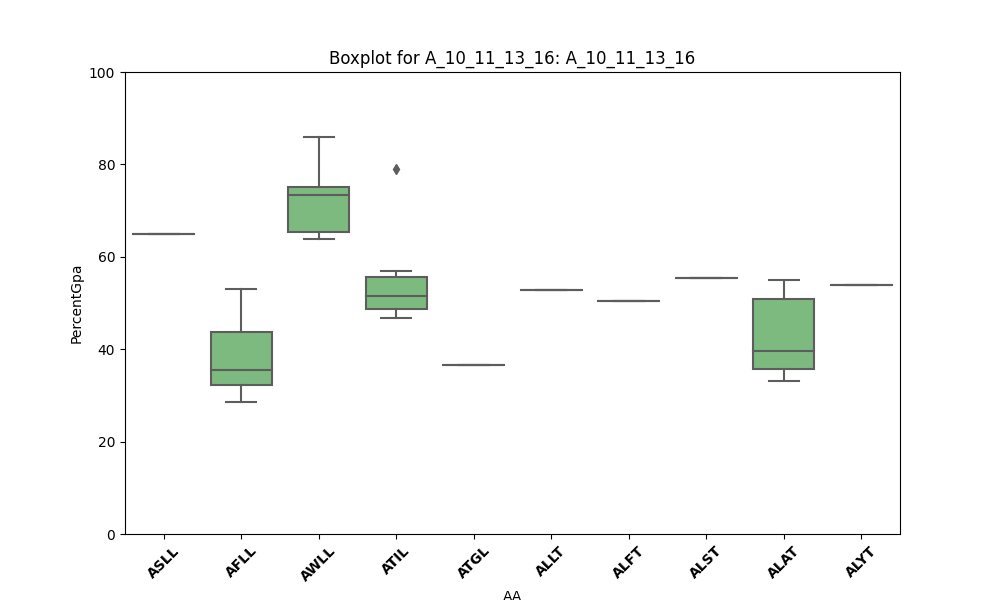 Boxplot for A_10_11_13_16: A_10_11_13_16
100
80
60
40
20
0
PercentGpa
ASLL
AFLL
AWLL
ATIL
ATGL
ALLT
ALFT
ALST
ALAT
ALYT
AA